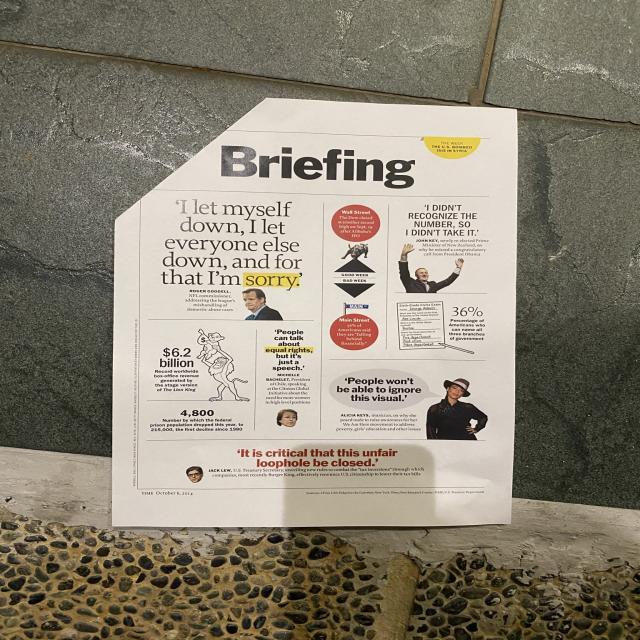 THE WEEK
THE U.S. BOMBED
ISIS IN SYRIA
Briefing
‘I let myself
down, I let
everyone else
down, and for
that I’m sorry.’
ROGER GOODELL,
NFL commissioner,
addressing the league’s
mishandling of
domestic abuse cases
Wall Street
The Dow closed
at another record
high on Sept. 19
after Alibaba’s
IPO
GOOD WEEK
BAD WEEK
MAIN
Main Street
56% of
Americans said
they are “falling
behind
financially”
‘I DIDN’T
RECOGNIZE THE
NUMBER, SO
I DIDN’T TAKE IT.’
JOHN KEY, newly re-elected Prime
Minister of New Zealand, on
why he missed a congratulatory
call from President Obama
36%
Percentage of
Americans who
can name all
three branches
of government
$6.2
billion
Record worldwide
box-office revenue
generated by
the stage version
of The Lion King
4,800
Number by which the federal
prison population dropped this year, to
215,000, the first decline since 1980
‘People
can talk
about
equal rights,
but it’s
just a
speech.’
MICHELLE
BACHELET, President
of Chile, speaking
at the Clinton Global
Initiative about the
need for more women
in high-level positions
‘People won’t
be able to ignore
this visual.’
ALICIA KEYS, musician, on why she
posed nude to raise awareness for her
We Are Here movement to address
poverty, girls’ education and other issues
‘It is critical that this unfair
loophole be closed.’
JACK LEW, U.S. Treasury Secretary, unveiling new rules to combat the “tax inversions” through which
companies, most recently Burger King, effectively renounce U.S. citizenship to lower their tax bills
TIME October 6, 2014